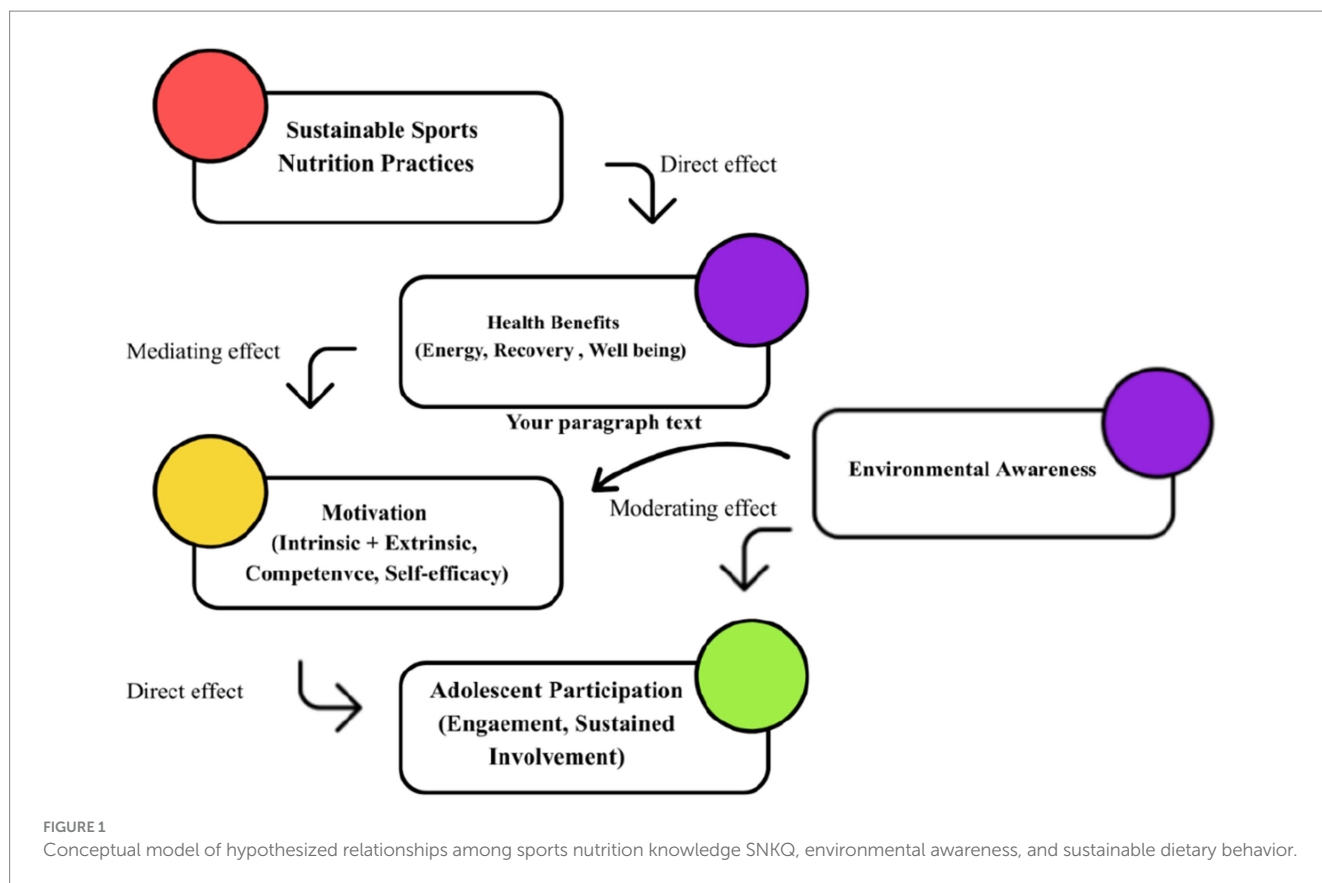 Sustainable Sports
Nutrition Practices
Direct effect
Health Benefits
(Energy, Recovery , Well being)
Mediating effect
Your paragraph text
Environmental Awareness
Moderating effect
Motivation
(Intrinsic + Extrinsic,
Competenvce, Self-efficacy)
Direct effect
Adolescent Participation
(Engaement, Sustained
Involvement)
FIGURE 1
Conceptual model of hypothesized relationships among sports nutrition knowledge SNKQ, environmental awareness, and sustainable dietary behavior.